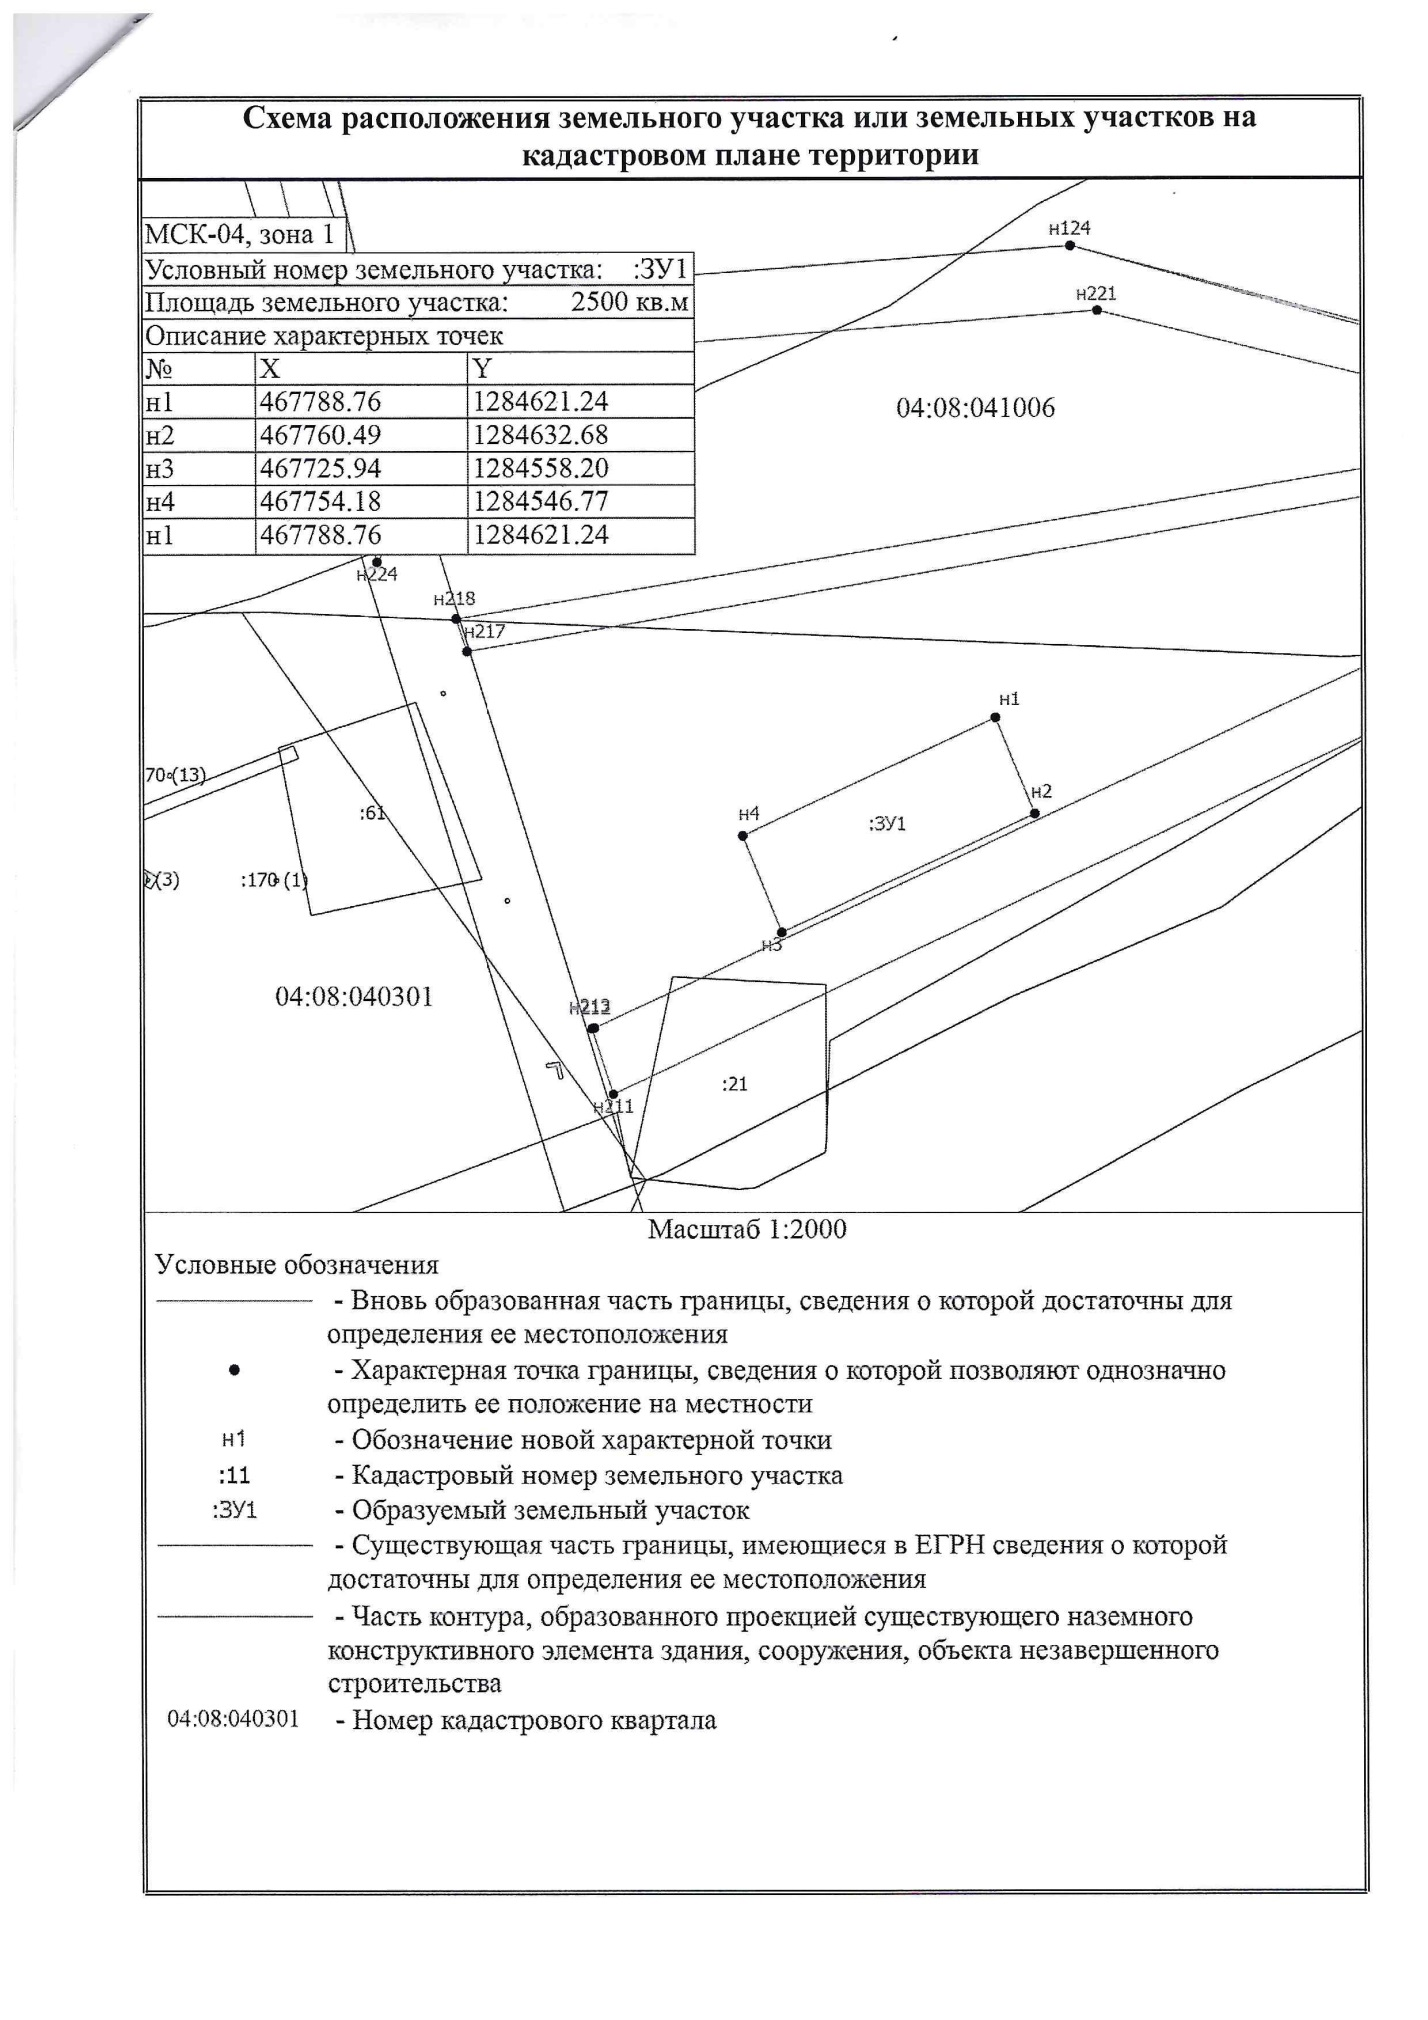 Схема расположения земельного участка или земельных участков на
кадастровом плане территории
МСК-04, зона 1
Условный номер земельного участка: :ЗУ1
Площадь земельного участка: 2500 кв.м
Описание характерных точек
№ X Y
н1 467788.76 1284621.24
н2 467760.49 1284632.68
н3 467725.94 1284558.20
н4 467754.18 1284546.77
н1 467788.76 1284621.24
н124
н221
04:08:041006
н224
н218
н217
н1
70 (13)
:61
н4
:ЗУ1
н2
(3)
:170 (1)
н3
04:08:040301
н212
:21
н211
Масштаб 1:2000
Условные обозначения
- Вновь образованная часть границы, сведения о которой достаточны для
определения ее местоположения
- Характерная точка границы, сведения о которой позволяют однозначно
определить ее положение на местности
н1 - Обозначение новой характерной точки
:11 - Кадастровый номер земельного участка
:ЗУ1 - Образуемый земельный участок
- Существующая часть границы, имеющиеся в ЕГРН сведения о которой
достаточны для определения ее местоположения
- Часть контура, образованного проекцией существующего наземного
конструктивного элемента здания, сооружения, объекта незавершенного
строительства
04:08:040301 - Номер кадастрового квартала